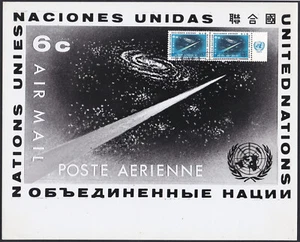 NACIONES UNIDAS 聯合國
NATIONS UNIES
UNITED NATIONS
6c
AIR MAIL
POSTE AERIENNE
ОБЪЕДИНЕННЫЕ НАЦИИ